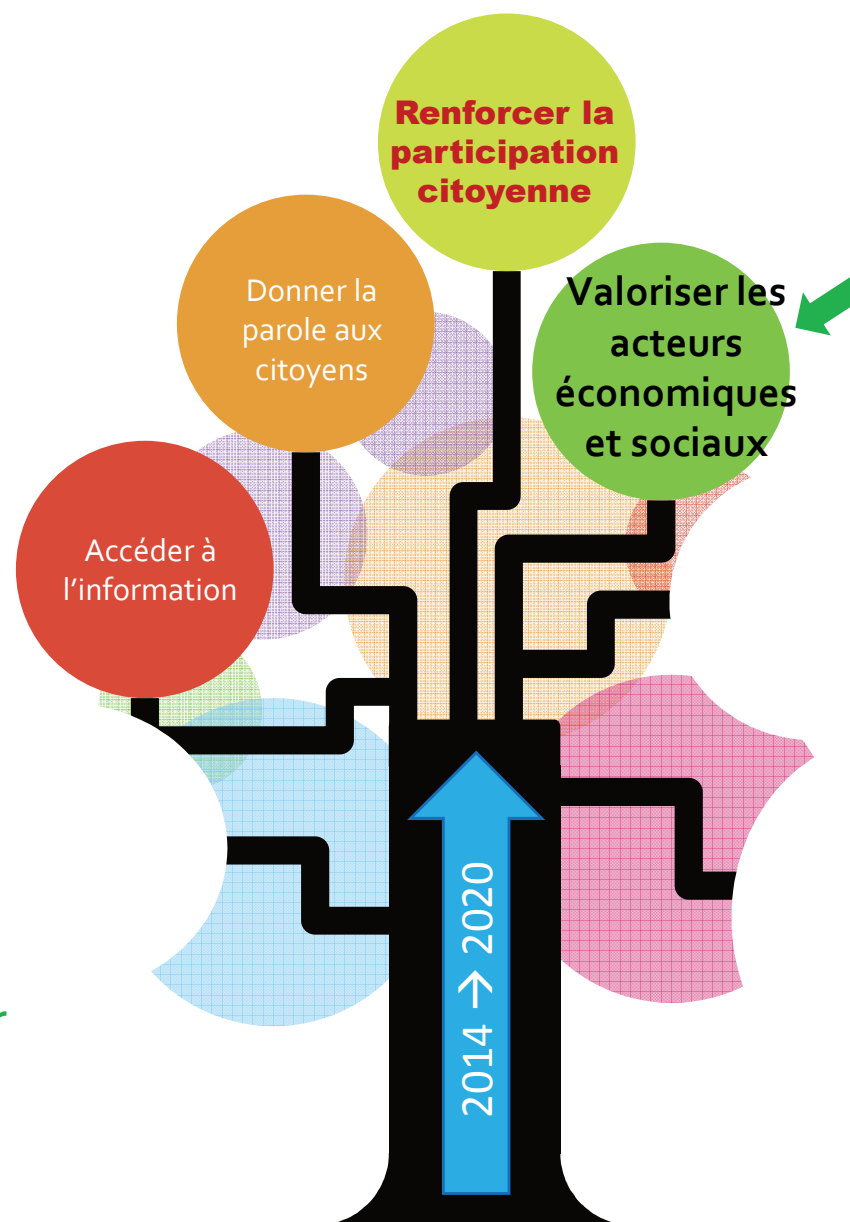 Renforcer la
participation
citoyenne
Donner la
parole aux
citoyens
Valoriser les
acteurs
économiques
et sociaux
Accéder à
l'information
2014 → 2020